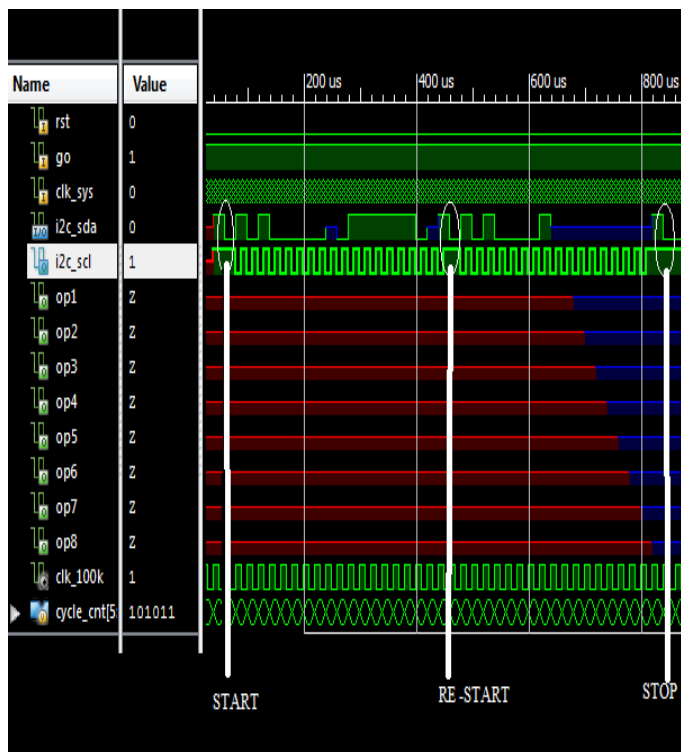 Name Value |200 us |400 us |600 us |800 us
rst 0
go 1
clk_sys 0
i2c_sda 0
i2c_scl 1
op1 Z
op2 Z
op3 Z
op4 Z
op5 Z
op6 Z
op7 Z
op8 Z
clk_100k 1
cycle_cnt[5: 101011
START RE -START STOP